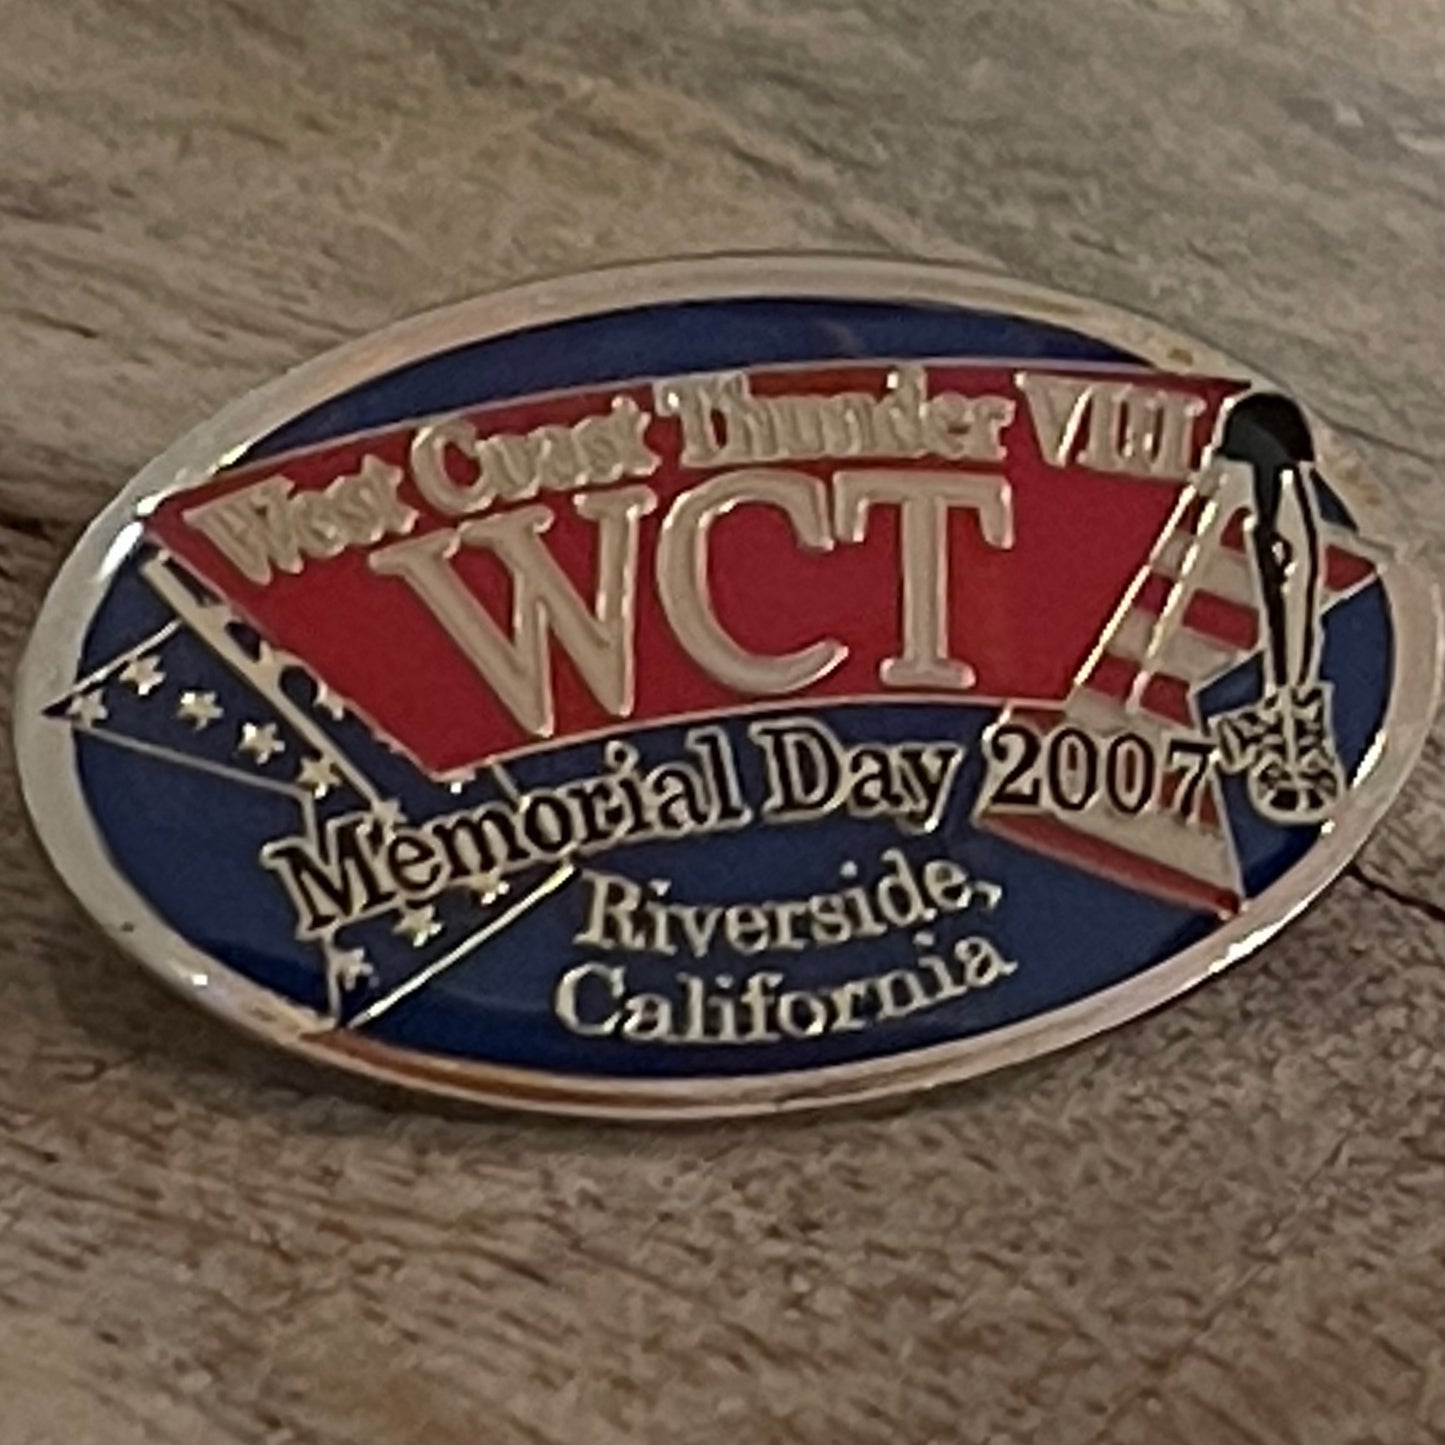 West Coast Thunder VIII
WCT
Memorial Day 2007
Riverside,
California